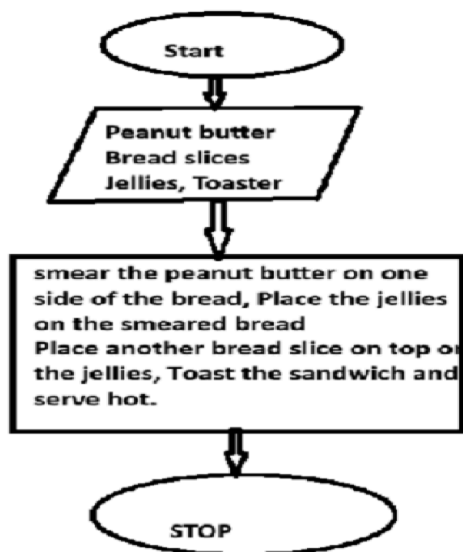 Start
Peanut butter
Bread slices
Jellies, Toaster
smear the peanut butter on one
side of the bread, Place the jellies
on the smeared bread
Place another bread slice on top on
the jellies, Toast the sandwich and
serve hot.
STOP